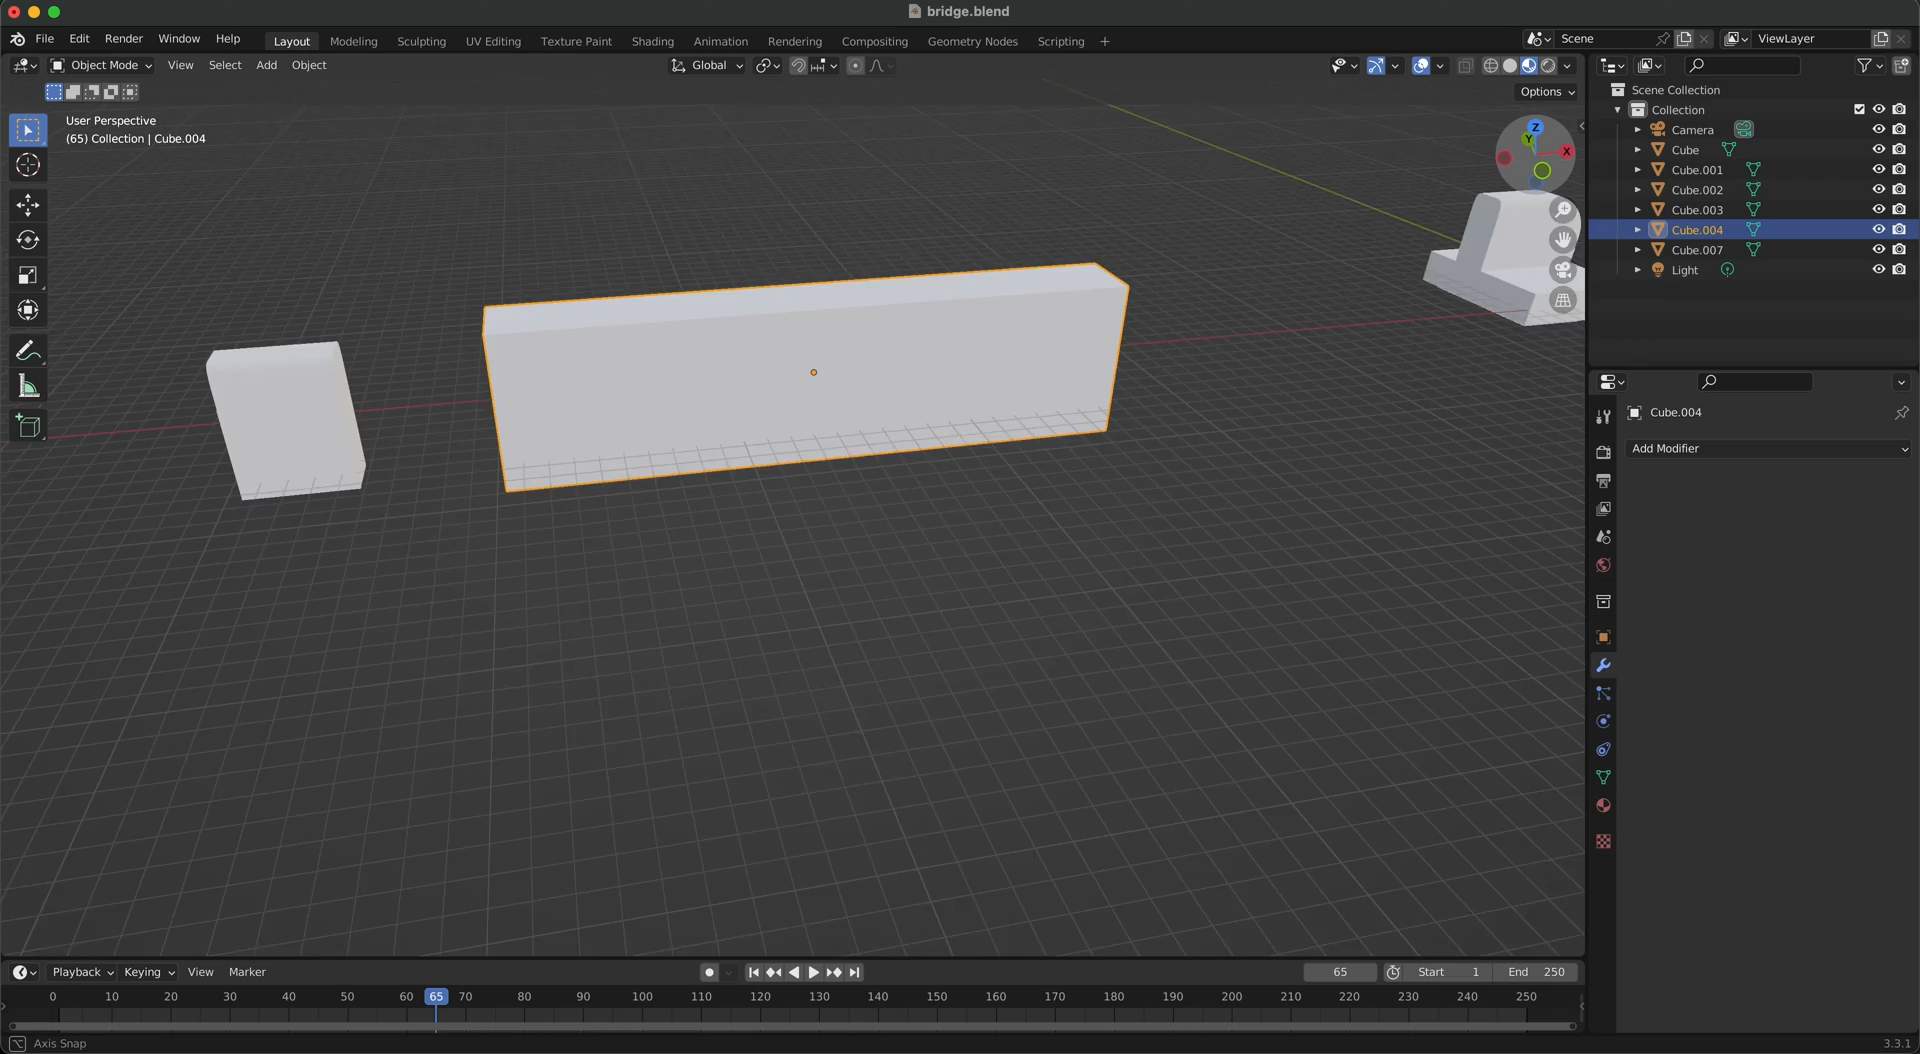 bridge.blend
File Edit Render Window Help
Layout Modeling Sculpting UV Editing Texture Paint Shading Animation Rendering Compositing Geometry Nodes Scripting +
Scene
ViewLayer
Object Mode View Select Add Object
Global
Options
User Perspective
(65) Collection | Cube.004
Z
Y
X
Scene Collection
Collection
Camera
Cube
Cube.001
Cube.002
Cube.003
Cube.004
Cube.007
Light
Cube.004
Add Modifier
Playback Keying View Marker
65
Start 1
End 250
0 10 20 30 40 50 60 65 70 80 90 100 110 120 130 140 150 160 170 180 190 200 210 220 230 240 250
Axis Snap
3.3.1